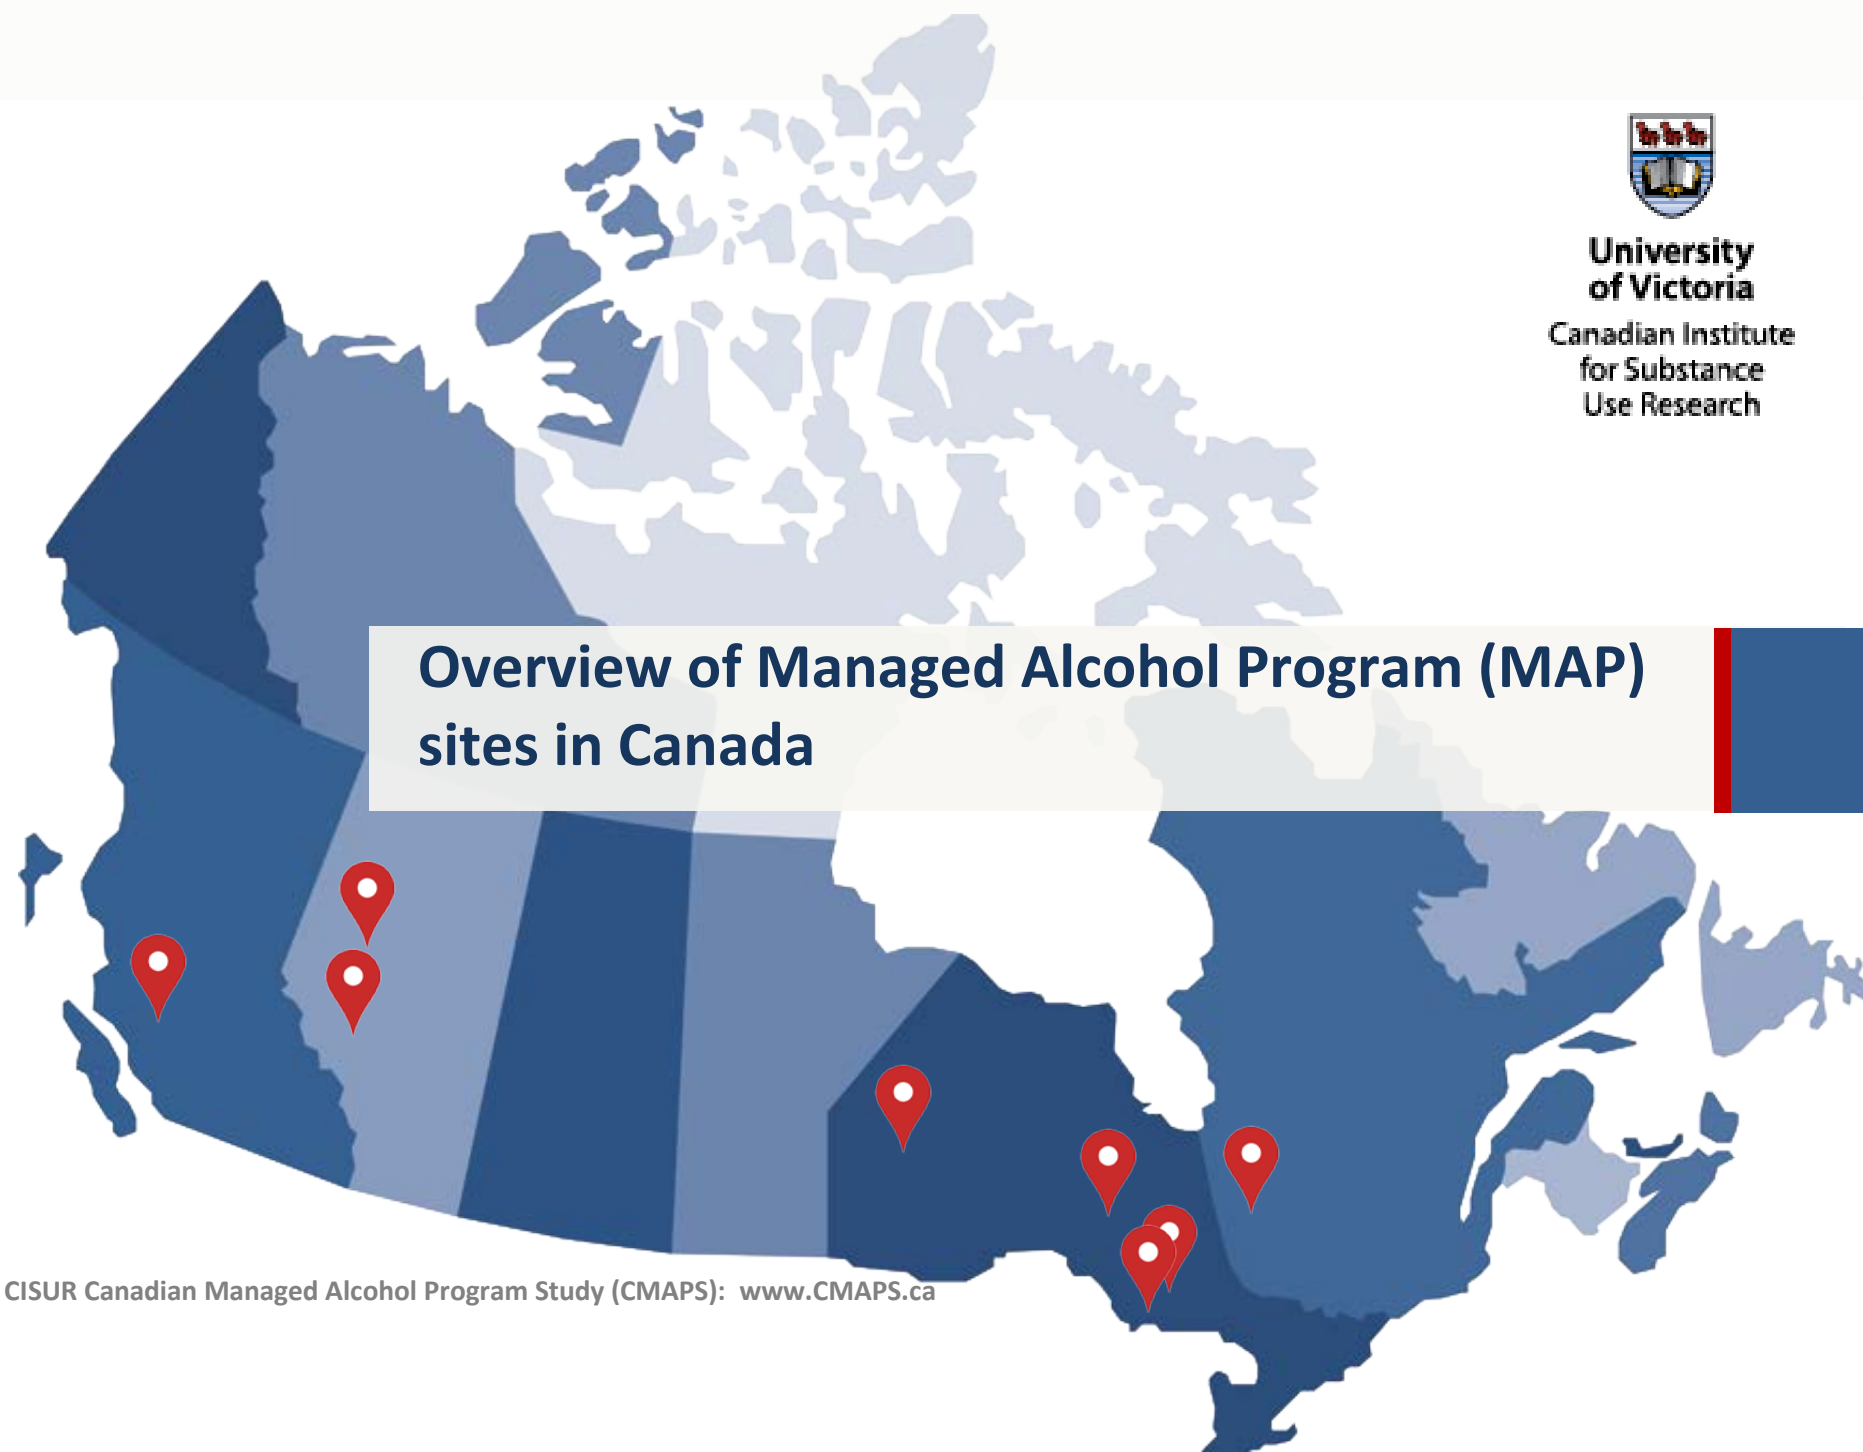 University
of Victoria
Canadian Institute
for Substance
Use Research
Overview of Managed Alcohol Program (MAP)
sites in Canada
CISUR Canadian Managed Alcohol Program Study (CMAPS): www.CMAPS.ca